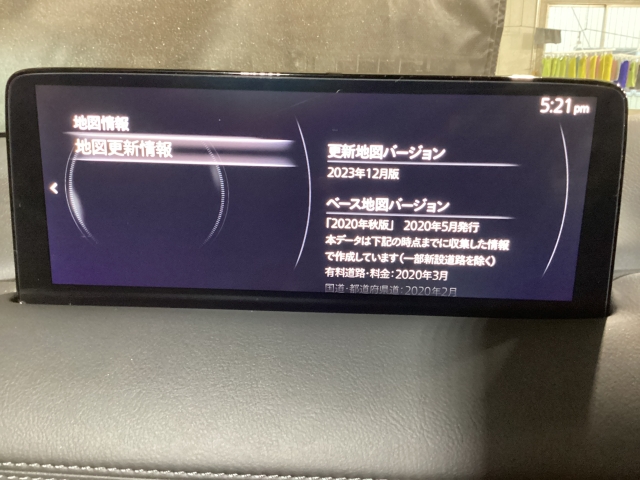 5:21pm
地図情報
地図更新情報
更新地図バージョン
2023年12月版
ベース地図バージョン
「2020年秋版」 2020年5月発行
本データは下記の時点までに収集した情報
で作成しています(一部新設道路を除く)
有料道路・料金：2020年3月
国道・都道府県道：2020年2月